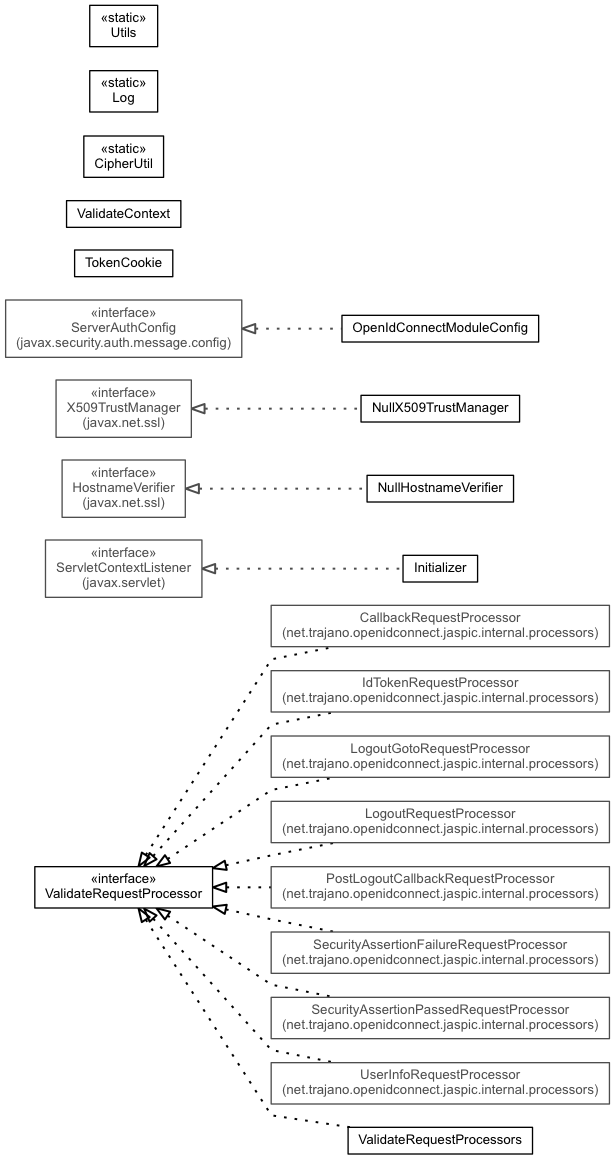 «static»
Utils
«static»
Log
«static»
CipherUtil
ValidateContext
TokenCookie
«interface»
ServerAuthConfig
(javax.security.auth.message.config)
OpenIdConnectModuleConfig
«interface»
X509TrustManager
(javax.net.ssl)
NullX509TrustManager
«interface»
HostnameVerifier
(javax.net.ssl)
NullHostnameVerifier
«interface»
ServletContextListener
(javax.servlet)
Initializer
CallbackRequestProcessor
(net.trajano.openidconnect.jaspic.internal.processors)
IdTokenRequestProcessor
(net.trajano.openidconnect.jaspic.internal.processors)
LogoutGotoRequestProcessor
(net.trajano.openidconnect.jaspic.internal.processors)
LogoutRequestProcessor
(net.trajano.openidconnect.jaspic.internal.processors)
«interface»
ValidateRequestProcessor
PostLogoutCallbackRequestProcessor
(net.trajano.openidconnect.jaspic.internal.processors)
SecurityAssertionFailureRequestProcessor
(net.trajano.openidconnect.jaspic.internal.processors)
SecurityAssertionPassedRequestProcessor
(net.trajano.openidconnect.jaspic.internal.processors)
UserInfoRequestProcessor
(net.trajano.openidconnect.jaspic.internal.processors)
ValidateRequestProcessors